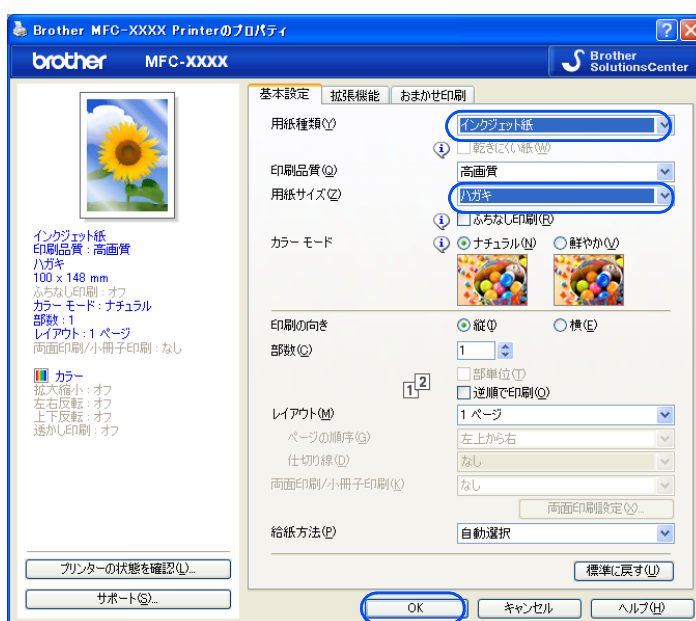 Brother MFC-XXXX Printerのプロパティ
brother MFC-XXXX
Brother
SolutionsCenter
インクジェット紙
印刷品質 : 高画質
ハガキ
100 x 148 mm
ふちなし印刷 : オフ
カラー モード : ナチュラル
部数 : 1
レイアウト : 1 ページ
両面印刷/小冊子印刷 : なし
カラー
拡大縮小 : オフ
左右反転 : オフ
上下反転 : オフ
透かし印刷 : オフ
プリンターの状態を確認(L)...
サポート(S)...
基本設定 拡張機能 おまかせ印刷
用紙種類(Y) インクジェット紙
乾きにくい紙(W)
印刷品質(Q) 高画質
用紙サイズ(Z) ハガキ
ふちなし印刷(R)
カラー モード ナチュラル(N) 鮮やか(V)
印刷の向き 縦(I) 横(E)
部数(C) 1
部単位(T)
1 2 逆順で印刷(O)
レイアウト(M) 1 ページ
ページの順序(G) 左上から右
仕切り線(D) なし
両面印刷/小冊子印刷(K) なし
両面印刷設定(X)...
給紙方法(P) 自動選択
標準に戻す(U)
OK キャンセル ヘルプ(H)